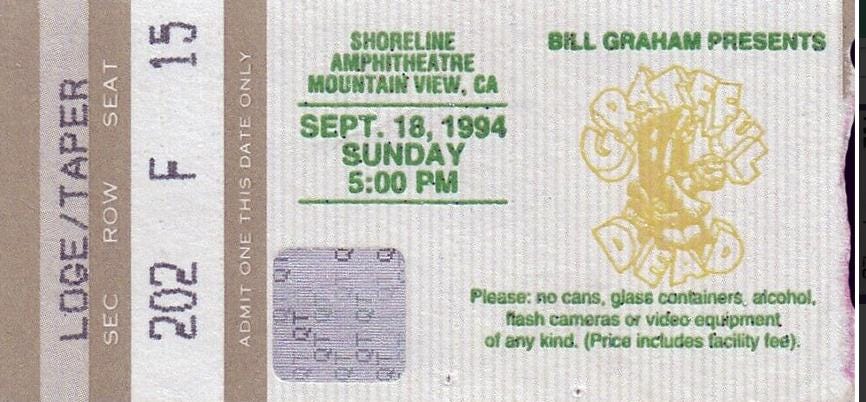 LOGE/TAPER
SEC ROW SEAT
202 F 15
ADMIT ONE THIS DATE ONLY
SHORELINE
AMPHITHEATRE
MOUNTAIN VIEW, CA
SEPT. 18, 1994
SUNDAY
5:00 PM
BILL GRAHAM PRESENTS
GRATEFUL
DEAD
Please: no cans, glass containers, alcohol,
flash cameras or video equipment
of any kind. (Price includes facility fee).
QT QT